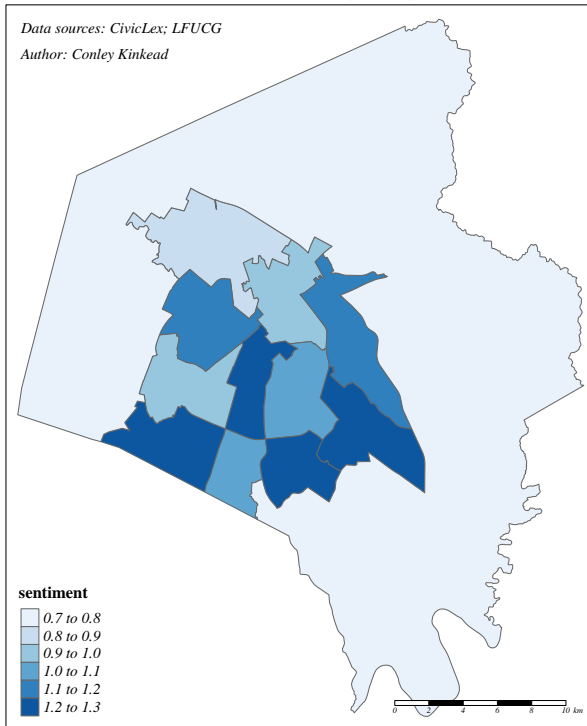 Data sources: CivicLex; LFUCG
Author: Conley Kinkead
sentiment
0.7 to 0.8
0.8 to 0.9
0.9 to 1.0
1.0 to 1.1
1.1 to 1.2
1.2 to 1.3
0 2 4 6 8 10 km